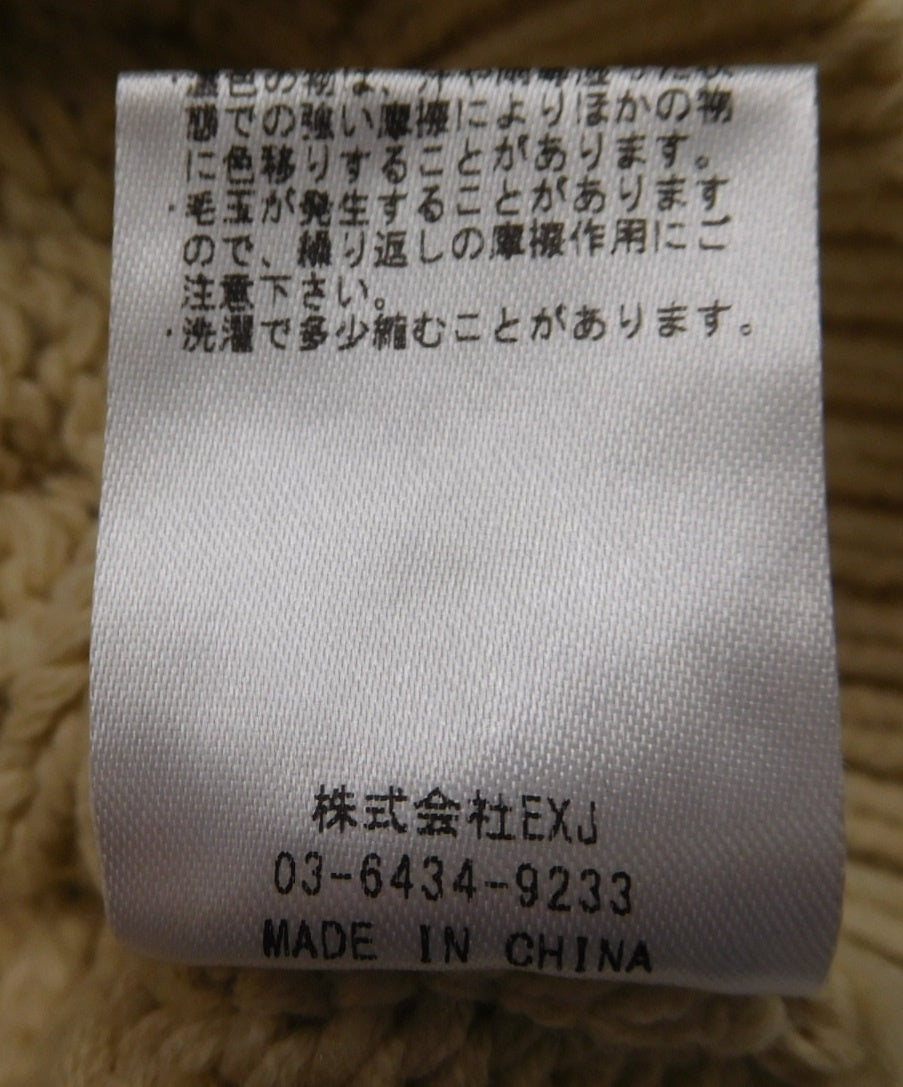 態での強い摩擦によりほかの物
に色移りすることがあります。
・毛玉が発生することがあります
ので、繰り返しの摩擦作用にご
注意下さい。
・洗濯で多少縮むことがあります。
株式会社EXJ
03-6434-9233
MADE IN CHINA